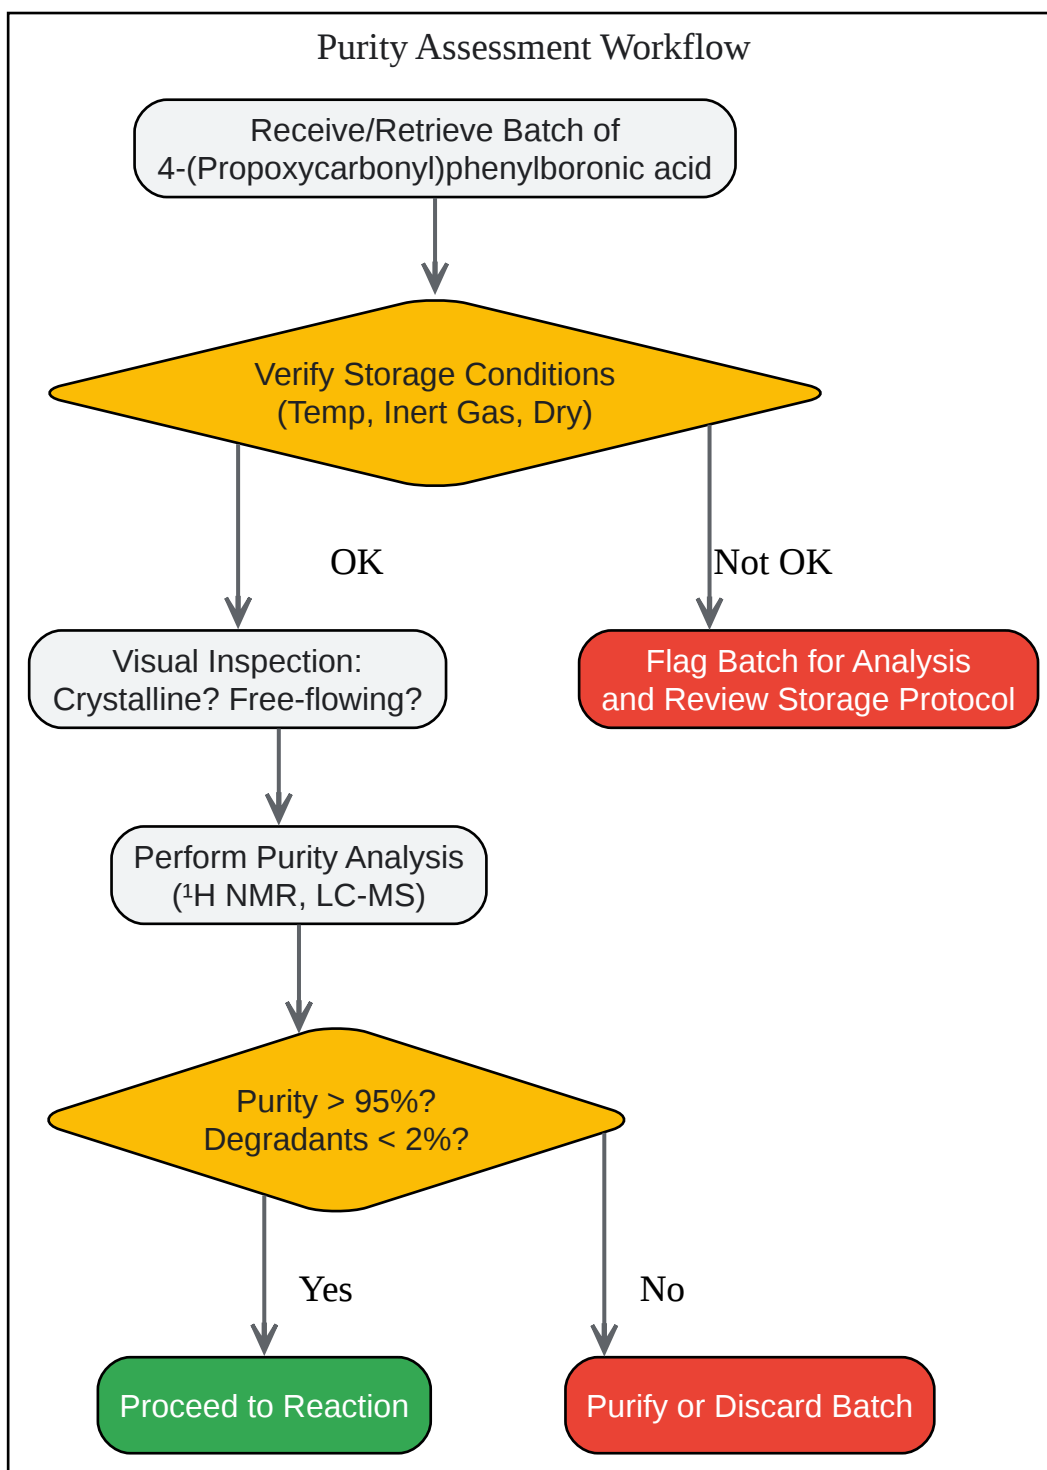 Purity Assessment Workflow
Receive/Retrieve Batch of
4-(Propoxycarbonyl)phenylboronic acid
Verify Storage Conditions
(Temp, Inert Gas, Dry)
OK
Not OK
Visual Inspection:
Crystalline? Free-flowing?
Flag Batch for Analysis
and Review Storage Protocol
Perform Purity Analysis
(¹H NMR, LC-MS)
Purity > 95%?
Degradants < 2%?
Yes
No
Proceed to Reaction
Purify or Discard Batch